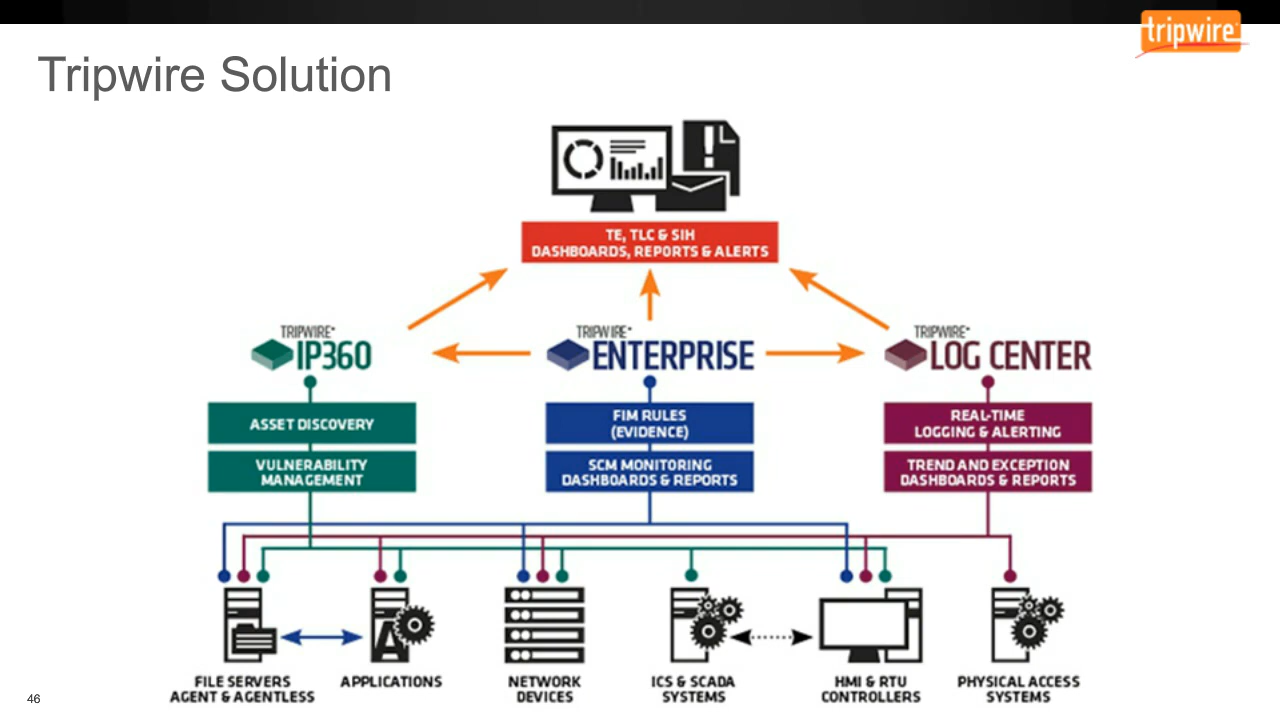 tripwire
Tripwire Solution
TE, TLC & SIH
DASHBOARDS, REPORTS & ALERTS
TRIPWIRE
IP360
TRIPWIRE
ENTERPRISE
TRIPWIRE
LOG CENTER
ASSET DISCOVERY
FIM RULES
(EVIDENCE)
REAL-TIME
LOGGING & ALERTING
VULNERABILITY
MANAGEMENT
SCM MONITORING
DASHBOARDS & REPORTS
TREND AND EXCEPTION
DASHBOARDS & REPORTS
A
FILE SERVERS
AGENT & AGENTLESS
APPLICATIONS
NETWORK
DEVICES
ICS & SCADA
SYSTEMS
HMI & RTU
CONTROLLERS
PHYSICAL ACCESS
SYSTEMS
46